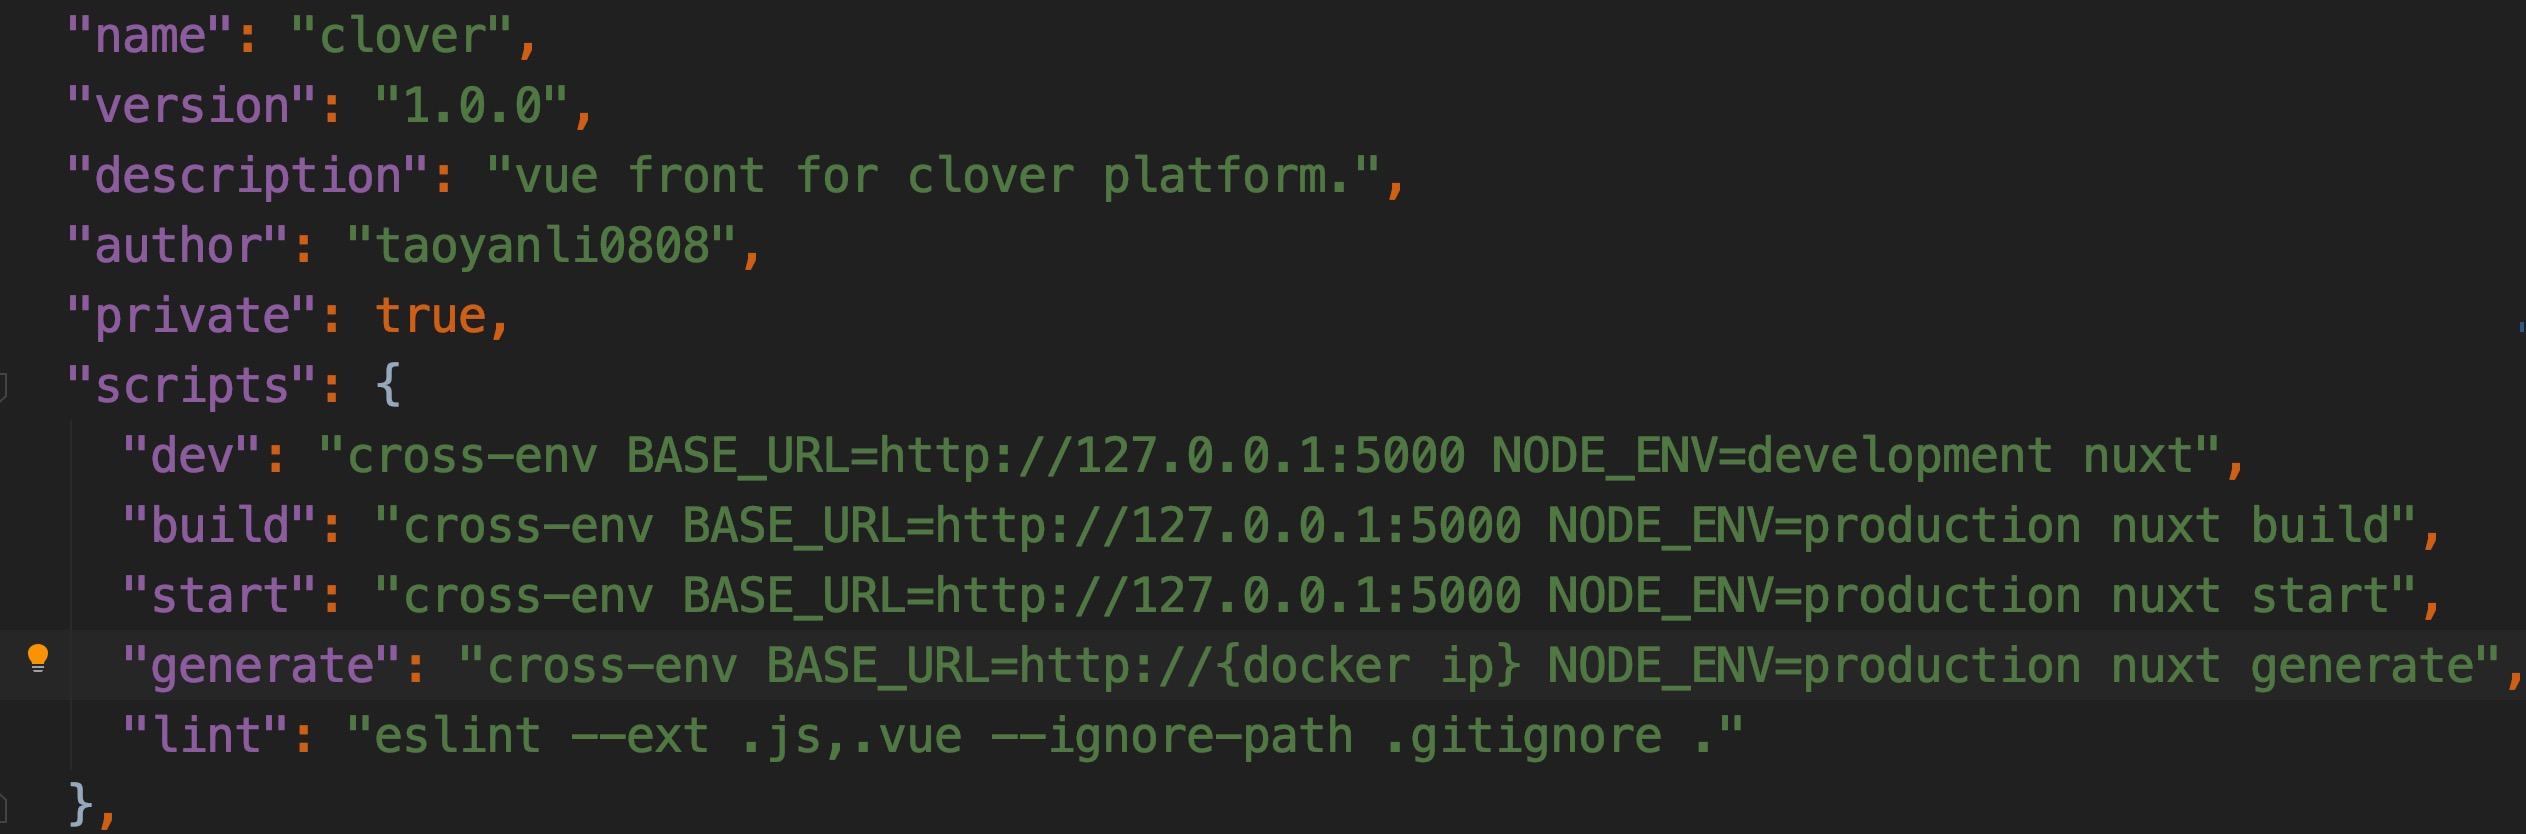 "name": "clover",
"version": "1.0.0",
"description": "vue front for clover platform.",
"author": "taoyanli0808",
"private": true,
"scripts": {
"dev": "cross-env BASE_URL=http://127.0.0.1:5000 NODE_ENV=development nuxt",
"build": "cross-env BASE_URL=http://127.0.0.1:5000 NODE_ENV=production nuxt build",
"start": "cross-env BASE_URL=http://127.0.0.1:5000 NODE_ENV=production nuxt start",
"generate": "cross-env BASE_URL=http://{docker ip} NODE_ENV=production nuxt generate",
"lint": "eslint --ext .js,.vue --ignore-path .gitignore ."
},